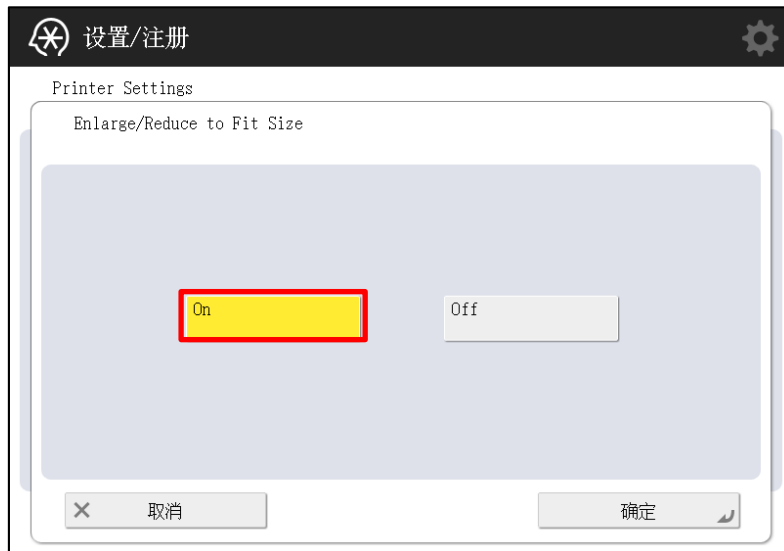 设置/注册
Printer Settings
Enlarge/Reduce to Fit Size
On
Off
取消
确定